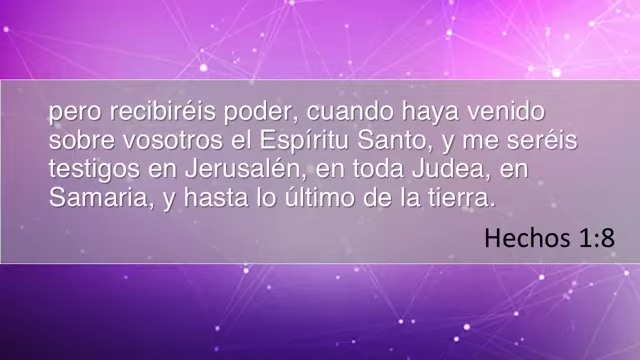 pero recibiréis poder, cuando haya venido
sobre vosotros el Espíritu Santo, y me seréis
testigos en Jerusalén, en toda Judea, en
Samaria, y hasta lo último de la tierra.
Hechos 1:8